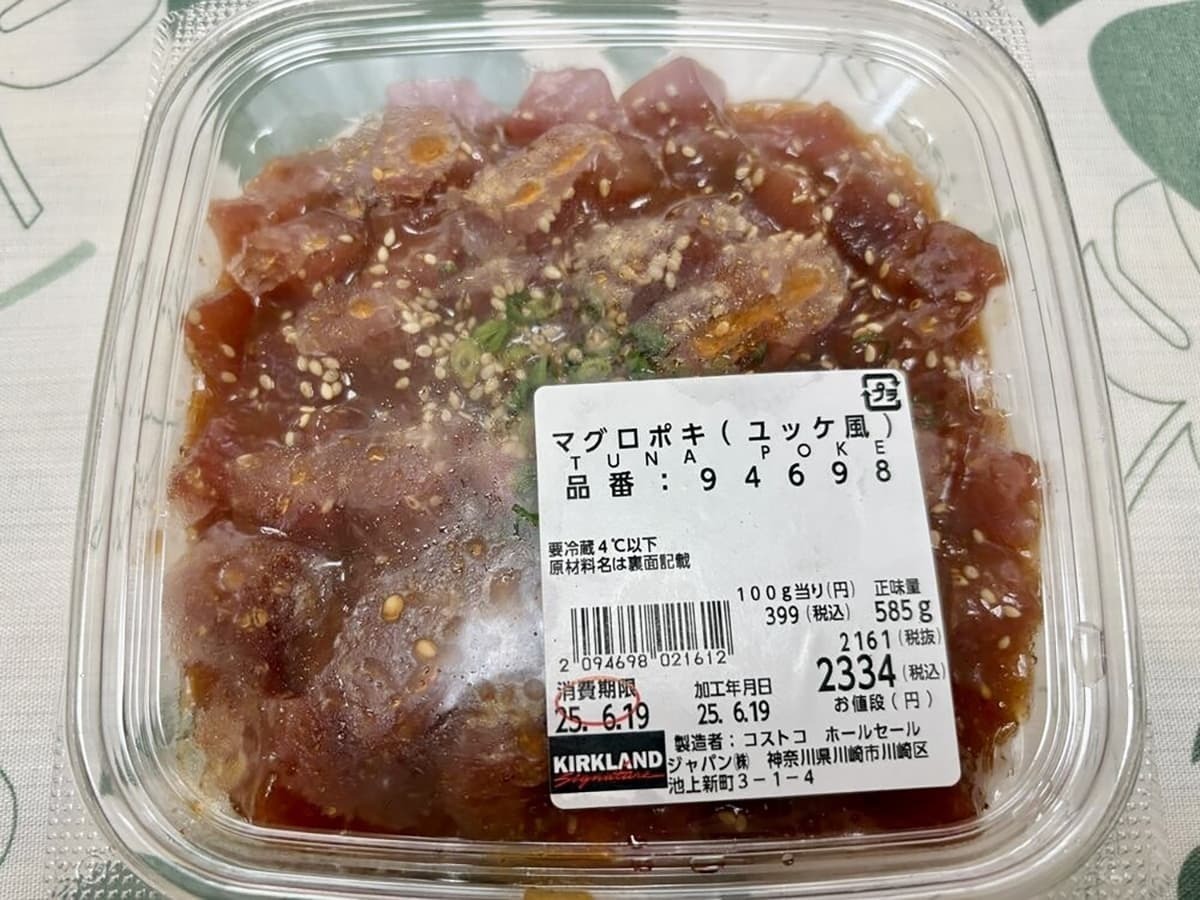 プラ
マグロポキ(ユッケ風)
TUNA POKE
品番:94698
要冷蔵4℃以下
原材料名は裏面記載
100g当り(円) 正味量
399(税込) 585g
2161(税抜)
2334(税込)
お値段(円)
2 094698 021612
消費期限 加工年月日
25. 6.19 25. 6.19
KIRKLAND
Signature
製造者:コストコ ホールセール
ジャパン㈱ 神奈川県川崎市川崎区
池上新町3-1-4